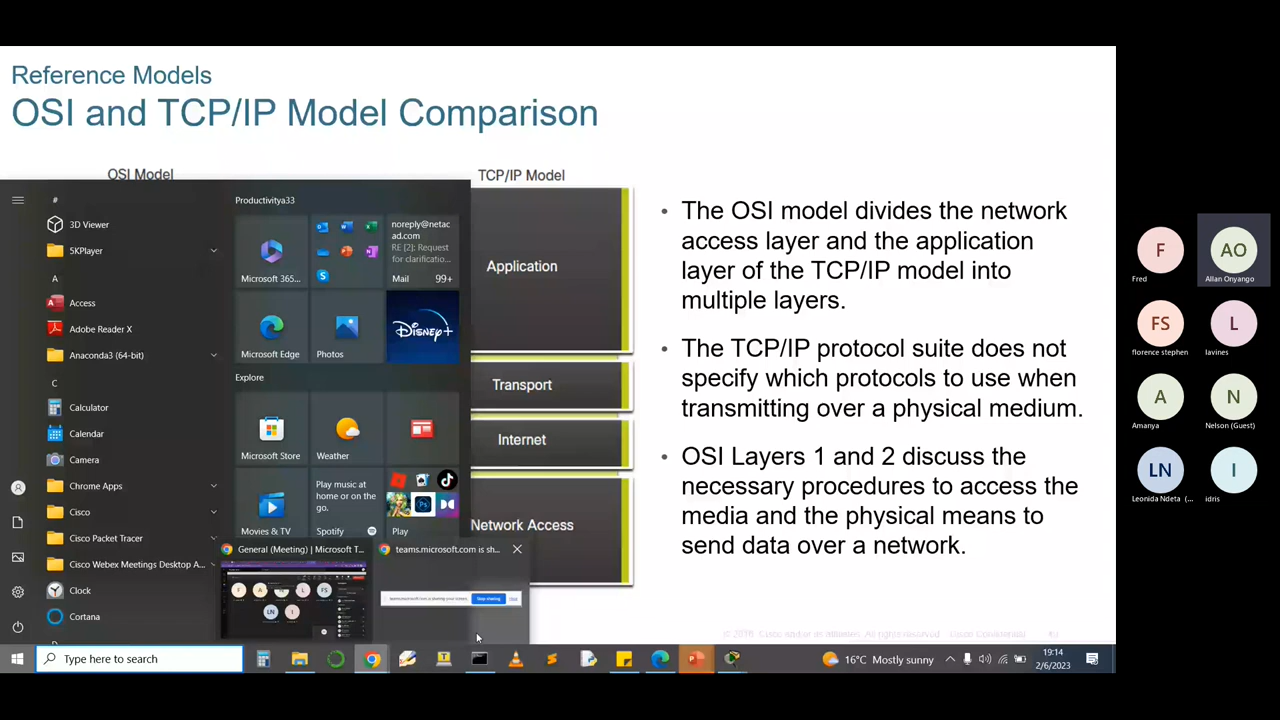 Reference Models
OSI and TCP/IP Model Comparison
OSI Model
TCP/IP Model
Application
Transport
Internet
Network Access
• The OSI model divides the network
access layer and the application
layer of the TCP/IP model into
multiple layers.
• The TCP/IP protocol suite does not
specify which protocols to use when
transmitting over a physical medium.
• OSI Layers 1 and 2 discuss the
necessary procedures to access the
media and the physical means to
send data over a network.
#
3D Viewer
5KPlayer
A
Access
Adobe Reader X
Anaconda3 (64-bit)
C
Calculator
Calendar
Camera
Chrome Apps
Cisco
Cisco Packet Tracer
Cisco Webex Meetings Desktop A...
Clock
Cortana
Productivitya33
Microsoft 365...
noreply@netac
ad.com
RE [2]: Request
for clarificatio...
Mail 99+
Microsoft Edge
Photos
Disney+
Explore
Microsoft Store
Weather
Movies & TV
Play music at
home or on the
go.
Spotify
Play
General (Meeting) | Microsoft T...
teams.microsoft.com is sh...
Stop sharing
Type here to search
16°C Mostly sunny
19:14
2/6/2023
F
Fred
AO
Allan Onyango
FS
florence stephen
L
lavines
A
Amanya
N
Nelson (Guest)
LN
Leonida Ndeta (...
I
idris